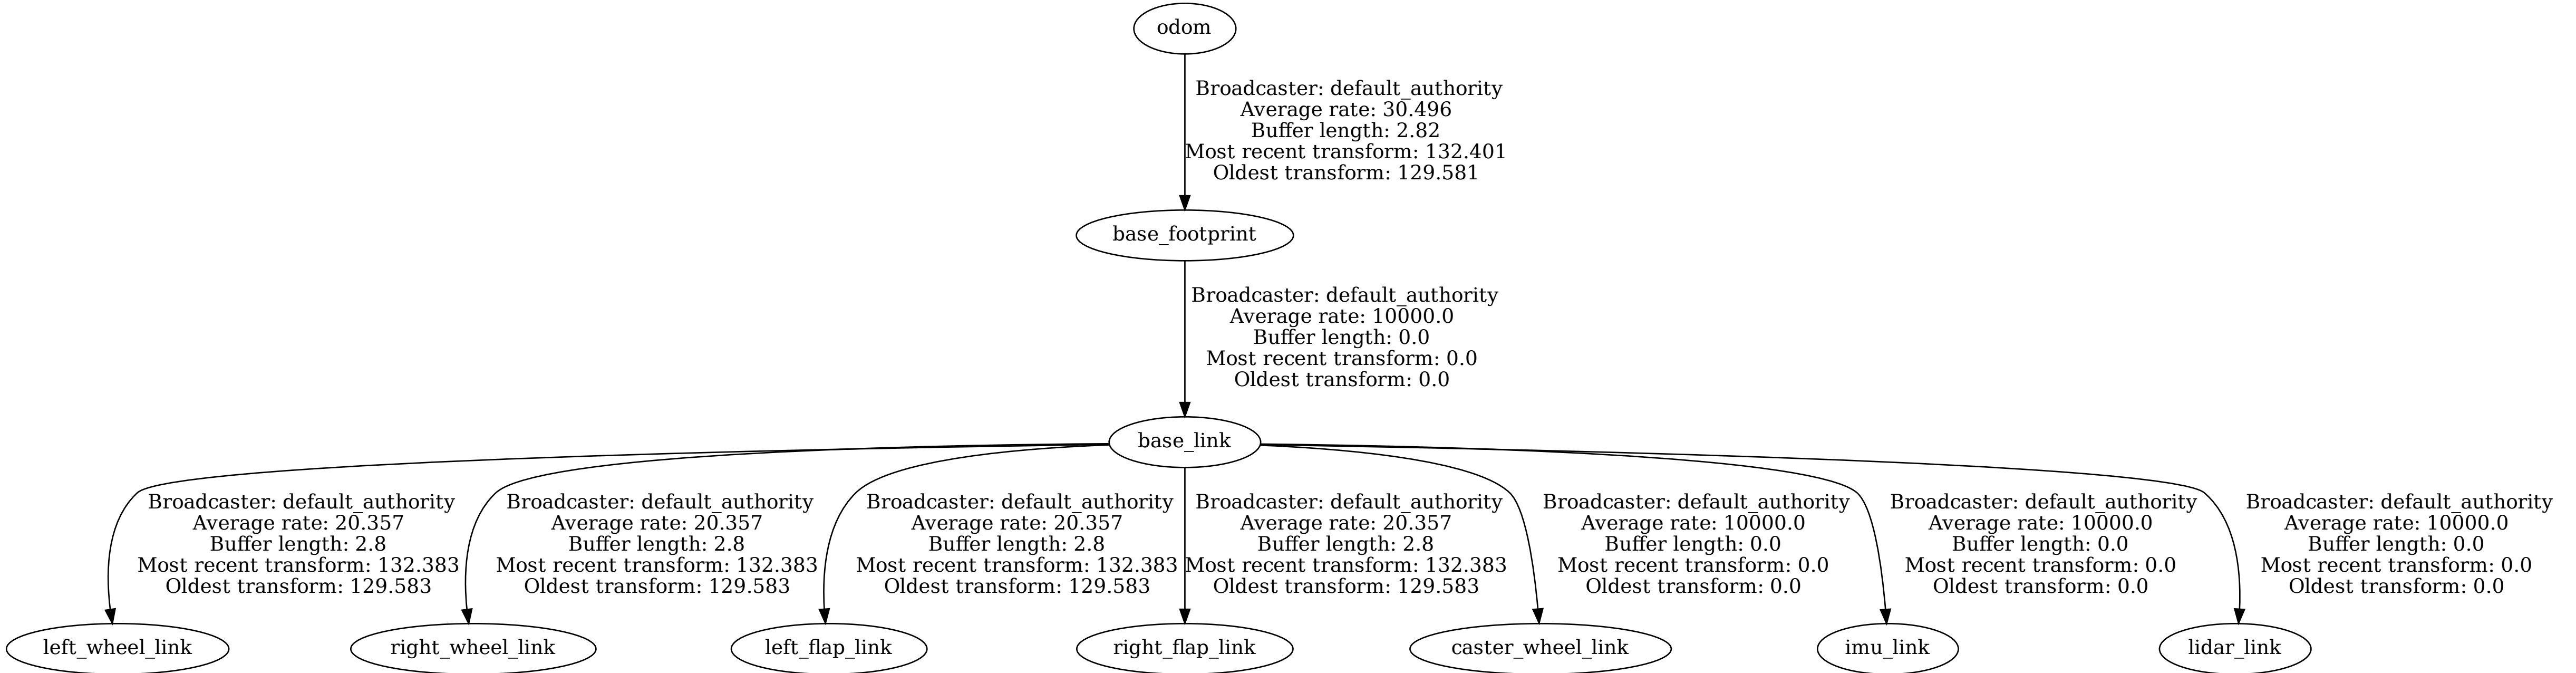 odom
Broadcaster: default_authority
Average rate: 30.496
Buffer length: 2.82
Most recent transform: 132.401
Oldest transform: 129.581
base_footprint
Broadcaster: default_authority
Average rate: 10000.0
Buffer length: 0.0
Most recent transform: 0.0
Oldest transform: 0.0
base_link
Broadcaster: default_authority
Average rate: 20.357
Buffer length: 2.8
Most recent transform: 132.383
Oldest transform: 129.583
Broadcaster: default_authority
Average rate: 20.357
Buffer length: 2.8
Most recent transform: 132.383
Oldest transform: 129.583
Broadcaster: default_authority
Average rate: 20.357
Buffer length: 2.8
Most recent transform: 132.383
Oldest transform: 129.583
Broadcaster: default_authority
Average rate: 20.357
Buffer length: 2.8
Most recent transform: 132.383
Oldest transform: 129.583
Broadcaster: default_authority
Average rate: 10000.0
Buffer length: 0.0
Most recent transform: 0.0
Oldest transform: 0.0
Broadcaster: default_authority
Average rate: 10000.0
Buffer length: 0.0
Most recent transform: 0.0
Oldest transform: 0.0
Broadcaster: default_authority
Average rate: 10000.0
Buffer length: 0.0
Most recent transform: 0.0
Oldest transform: 0.0
left_wheel_link
right_wheel_link
left_flap_link
right_flap_link
caster_wheel_link
imu_link
lidar_link